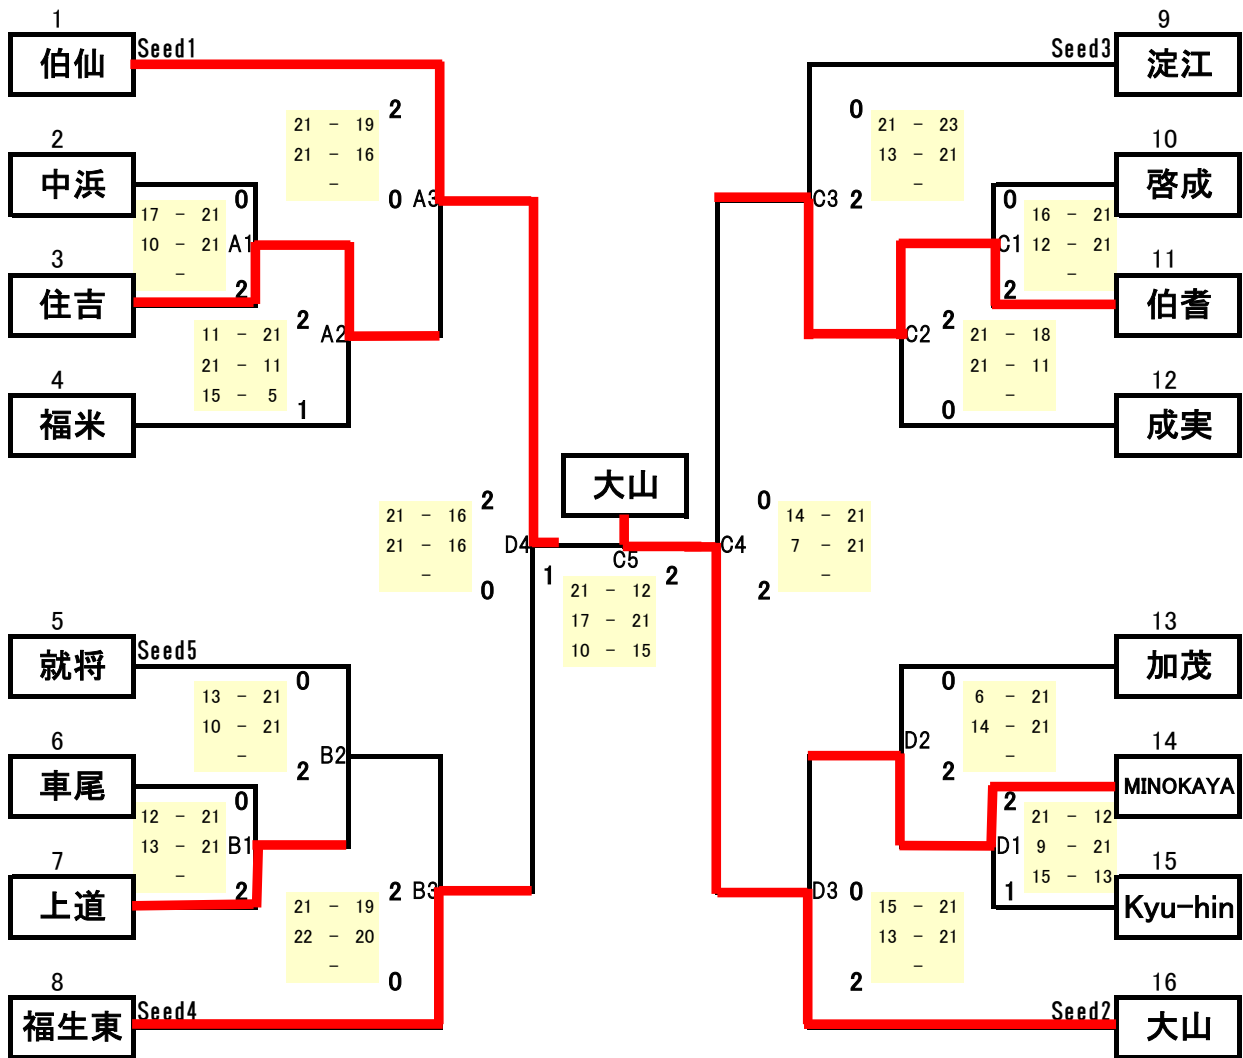 1
伯仙
Seed1
2
中浜
3
住吉
4
福米
5
就将
Seed5
6
車尾
7
上道
8
福生東
Seed4
0
17 - 21
10 - 21
-
A1
2
2
11 - 21
21 - 11
15 - 5
A2
1
2
21 - 19
21 - 16
-
0
A3
0
12 - 21
13 - 21
-
B1
2
0
13 - 21
10 - 21
-
B2
2
2
21 - 19
22 - 20
-
B3
0
2
21 - 16
21 - 16
-
D4
0
大山
C5
1
2
21 - 12
17 - 21
10 - 15
0
14 - 21
7 - 21
-
C4
2
0
21 - 23
13 - 21
-
C3
2
0
16 - 21
12 - 21
-
C1
2
2
21 - 18
21 - 11
-
C2
0
0
6 - 21
14 - 21
-
D2
2
2
21 - 12
9 - 21
15 - 13
D1
1
0
15 - 21
13 - 21
-
D3
2
9
Seed3
淀江
10
啓成
11
伯耆
12
成実
13
加茂
14
MINOKAYA
15
Kyu-hin
16
Seed2
大山